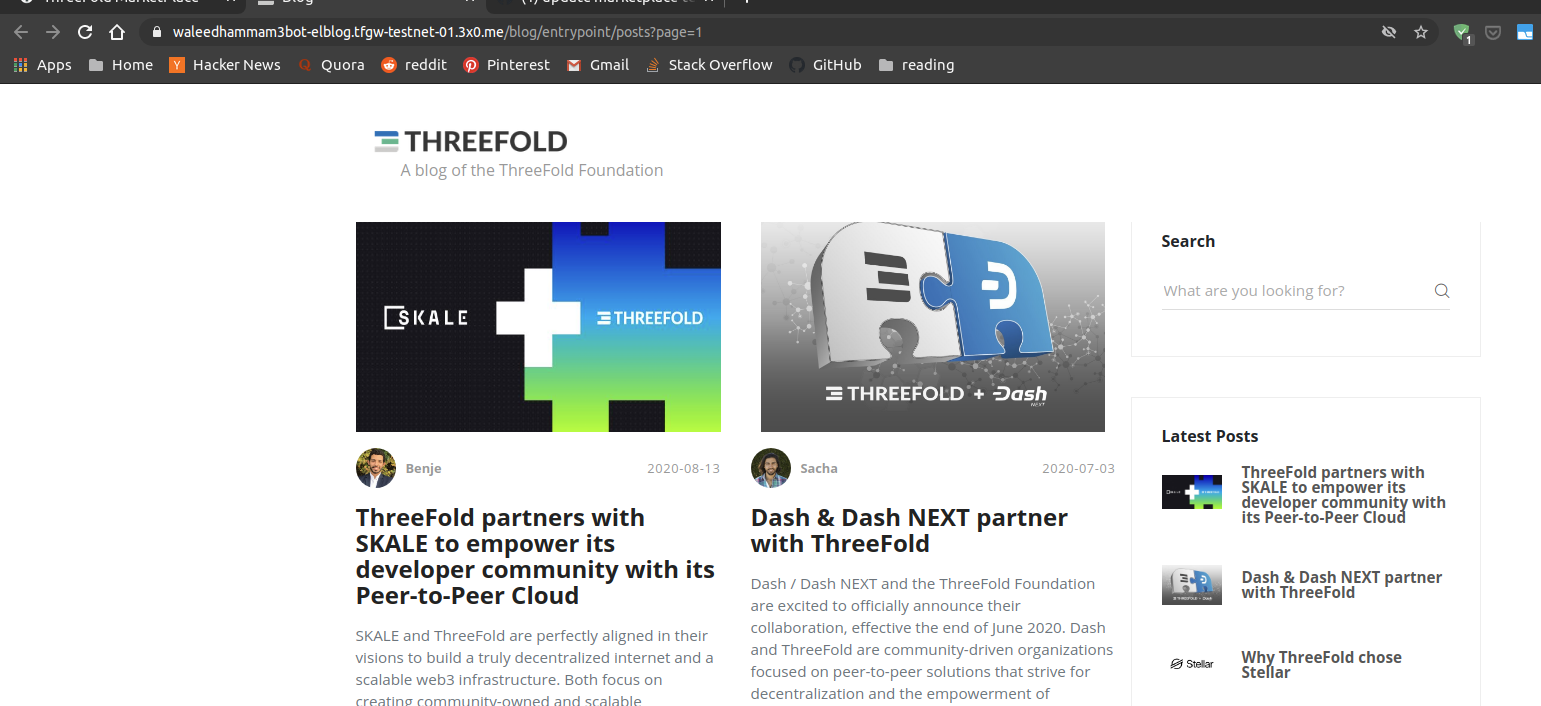 ThreeFold MarketPlace
Blog
(1) update marketplace
waleedhammam3bot-elblog.tfgw-testnet-01.3x0.me/blog/entrypoint/posts?page=1
1
Apps Home Hacker News Quora reddit Pinterest Gmail Stack Overflow GitHub reading
THREEFOLD
A blog of the ThreeFold Foundation
SKALE
THREEFOLD
THREEFOLD + Dash
NEXT
Benje 2020-08-13
ThreeFold partners with
SKALE to empower its
developer community with its
Peer-to-Peer Cloud
SKALE and ThreeFold are perfectly aligned in their
visions to build a truly decentralized internet and a
scalable web3 infrastructure. Both focus on
creating community-owned and scalable
Sacha 2020-07-03
Dash & Dash NEXT partner
with ThreeFold
Dash / Dash NEXT and the ThreeFold Foundation
are excited to officially announce their
collaboration, effective the end of June 2020. Dash
and ThreeFold are community-driven organizations
focused on peer-to-peer solutions that strive for
decentralization and the empowerment of
Search
What are you looking for?
Latest Posts
ThreeFold partners with
SKALE to empower its
developer community with
its Peer-to-Peer Cloud
Dash & Dash NEXT partner
with ThreeFold
Stellar
Why ThreeFold chose
Stellar